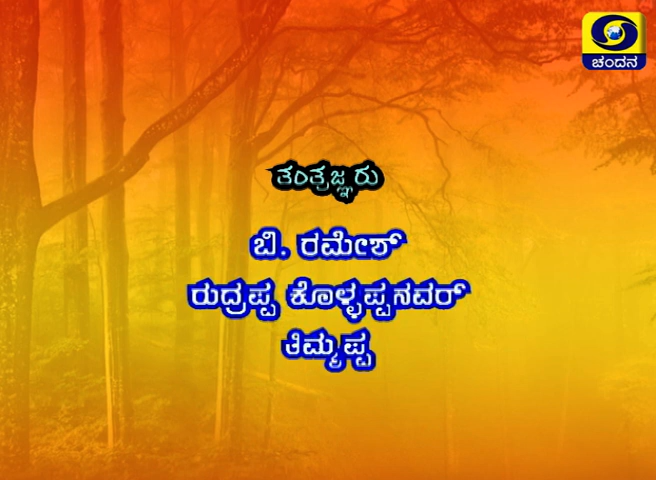 ಚಂದನ
ತಂತ್ರಜ್ಞರು
ಬಿ. ರಮೇಶ್
ರುದ್ರಪ್ಪ ಕೊಳ್ಳಪ್ಪನವರ್
ತಿಮ್ಮಪ್ಪ